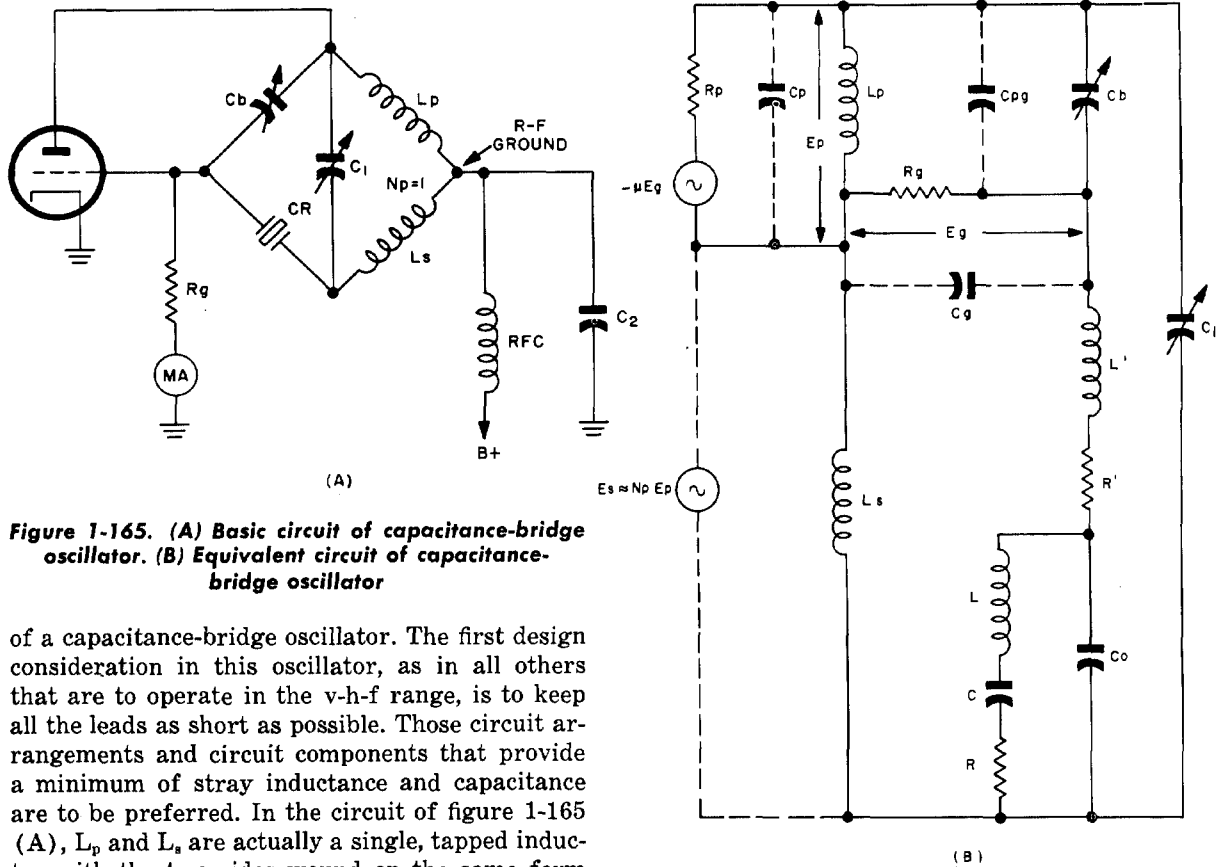 Cb
Lp
R-F
GROUND
C1
Np=1
CR
Ls
Rg
MA
RFC
C2
B+
(A)
Figure 1-165. (A) Basic circuit of capacitance-bridge
oscillator. (B) Equivalent circuit of capacitance-
bridge oscillator
of a capacitance-bridge oscillator. The first design
consideration in this oscillator, as in all others
that are to operate in the v-h-f range, is to keep
all the leads as short as possible. Those circuit ar-
rangements and circuit components that provide
a minimum of stray inductance and capacitance
are to be preferred. In the circuit of figure 1-165
(A), Lp and Ls are actually a single, tapped induc-
Rp
Cp
Lp
Cpg
Cb
Ep
-μEg
Rg
Eg
Cg
C1
L'
Es≈NpEp
Ls
R'
L
Co
C
R
(B)